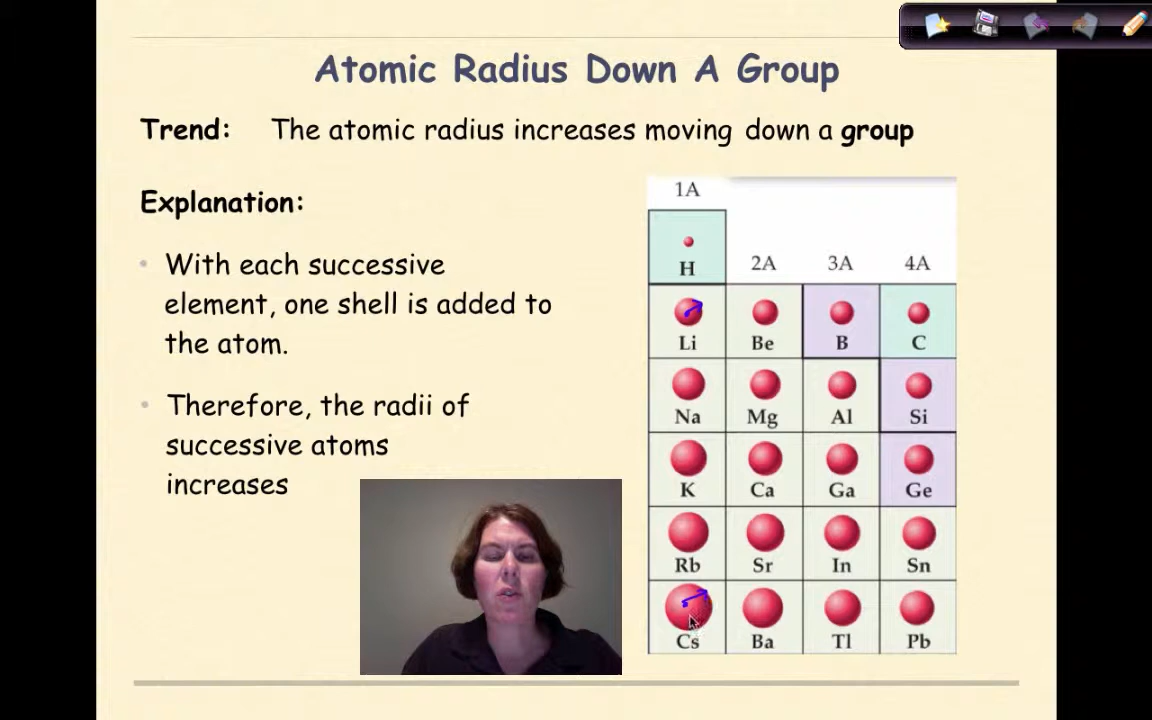 Atomic Radius Down A Group
Trend: The atomic radius increases moving down a group
Explanation:
• With each successive
element, one shell is added to
the atom.
• Therefore, the radii of
successive atoms
increases
1A
H 2A 3A 4A
Li Be B C
Na Mg Al Si
K Ca Ga Ge
Rb Sr In Sn
Cs Ba Tl Pb